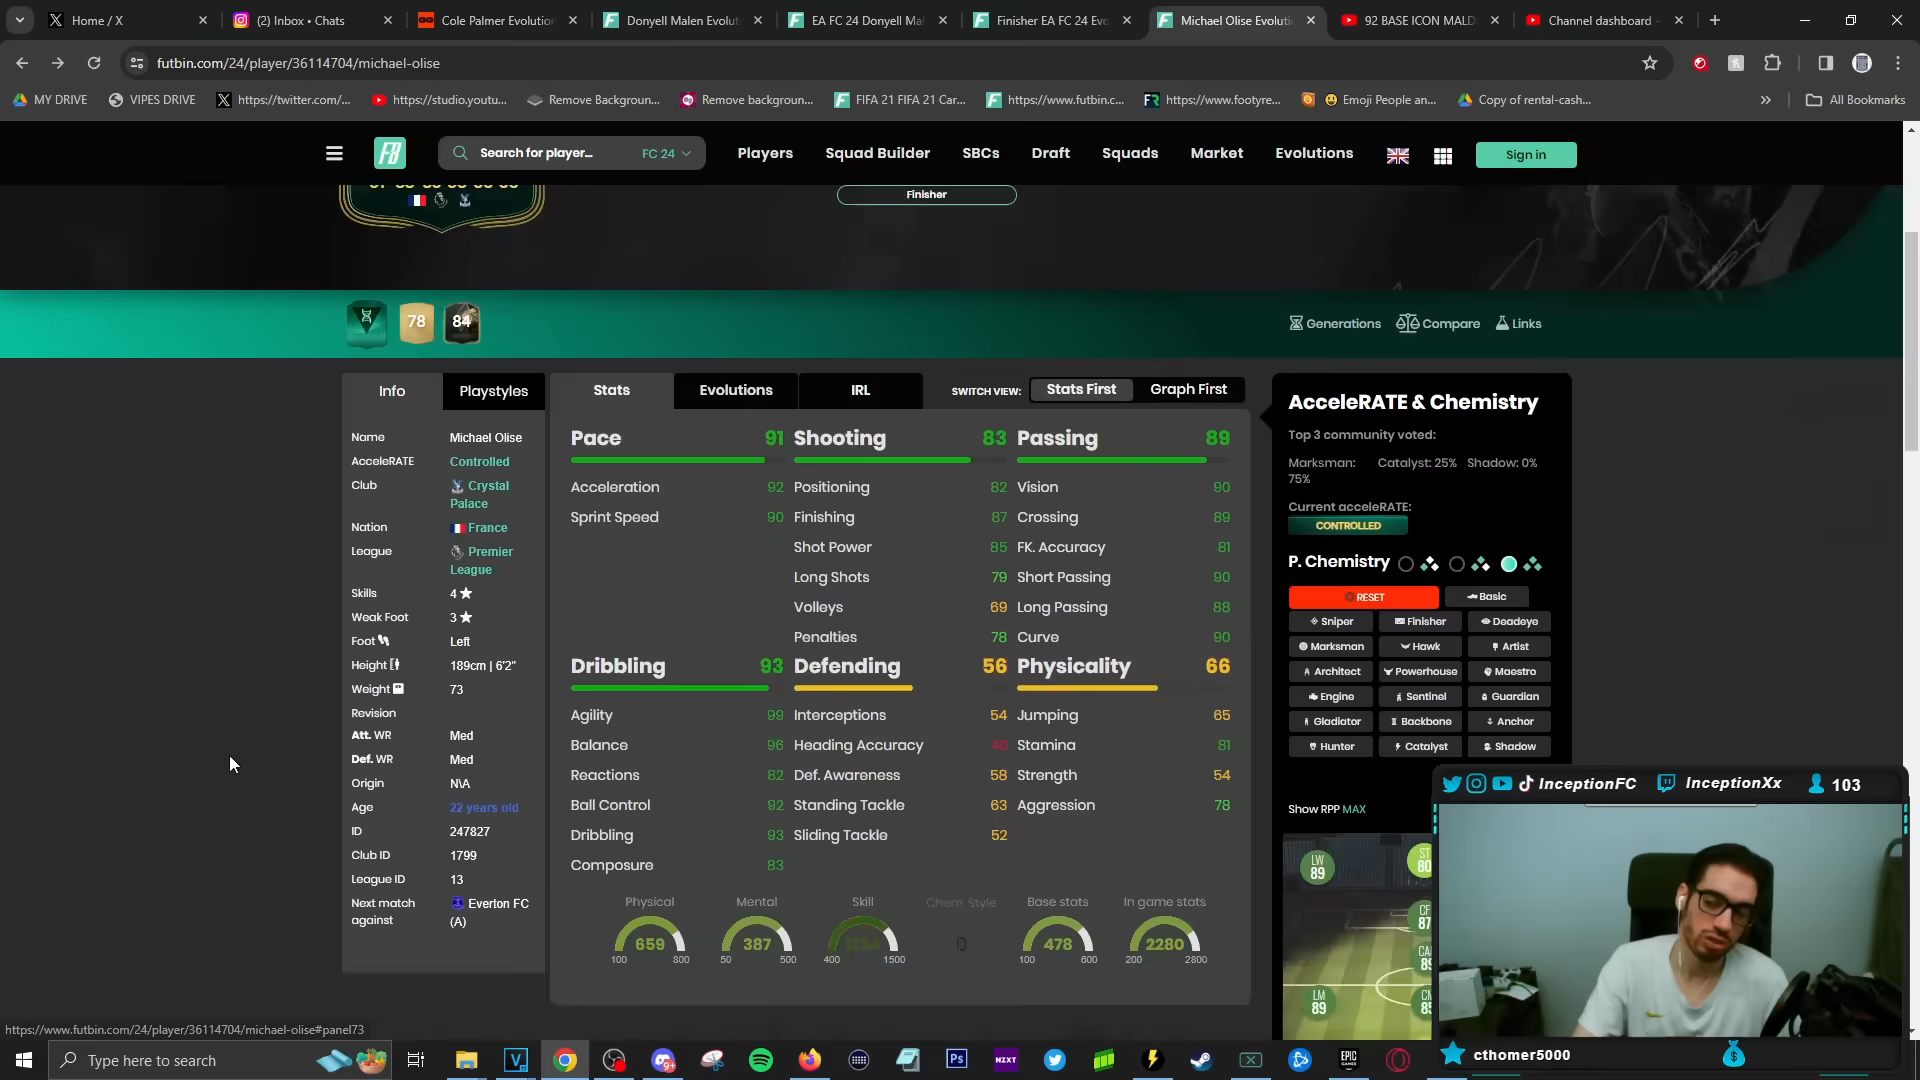 Home / X
(2) Inbox • Chats
Cole Palmer Evolution
Donyell Malen Evolut
EA FC 24 Donyell Ma
Finisher EA FC 24 Evo
Michael Olise Evoluti
92 BASE ICON MALD
Channel dashboard -
futbin.com/24/player/36114704/michael-olise
MY DRIVE
VIPES DRIVE
https://twitter.com/...
https://studio.youtu...
Remove Backgroun...
Remove backgroun...
FIFA 21 FIFA 21 Car...
https://www.futbin.c...
https://www.footyre...
Emoji People an...
Copy of rental-cash...
All Bookmarks
Search for player... FC 24
Players Squad Builder SBCs Draft Squads Market Evolutions
Sign in
Finisher
78 84
Generations Compare Links
Info Playstyles
Name Michael Olise
AcceleRATE Controlled
Club Crystal
Palace
Nation France
League Premier
League
Skills 4
Weak Foot 3
Foot Left
Height 189cm | 6'2"
Weight 73
Revision
Att. WR Med
Def. WR Med
Origin N\A
Age 22 years old
ID 247827
Club ID 1799
League ID 13
Next match
against Everton FC
(A)
Stats Evolutions IRL
SWITCH VIEW: Stats First Graph First
Pace 91 Shooting 83 Passing 89
Acceleration 92 Positioning 82 Vision 90
Sprint Speed 90 Finishing 87 Crossing 89
Shot Power 85 FK. Accuracy 81
Long Shots 79 Short Passing 90
Volleys 69 Long Passing 88
Penalties 78 Curve 90
Dribbling 93 Defending 56 Physicality 66
Agility 99 Interceptions 54 Jumping 65
Balance 96 Heading Accuracy 40 Stamina 81
Reactions 82 Def. Awareness 58 Strength 54
Ball Control 92 Standing Tackle 63 Aggression 78
Dribbling 93 Sliding Tackle 52
Composure 83
Physical Mental Skill Chem Style Base stats In game stats
659 387 0 478 2280
100 800 50 500 400 1500 100 600 200 2800
AcceleRATE & Chemistry
Top 3 community voted:
Marksman: Catalyst: 25% Shadow: 0%
75%
Current acceleRATE:
CONTROLLED
P. Chemistry
RESET Basic
Sniper Finisher Deadeye
Marksman Hawk Artist
Architect Powerhouse Maestro
Engine Sentinel Guardian
Gladiator Backbone Anchor
Hunter Catalyst Shadow
Show RPP MAX
LW
89
ST
80
CF
87
LM
89
InceptionFC InceptionXx 103
cthomer5000
https://www.futbin.com/24/player/36114704/michael-olise#panel73
Type here to search
9+
Ps
NZXT
EPIC
GAMES